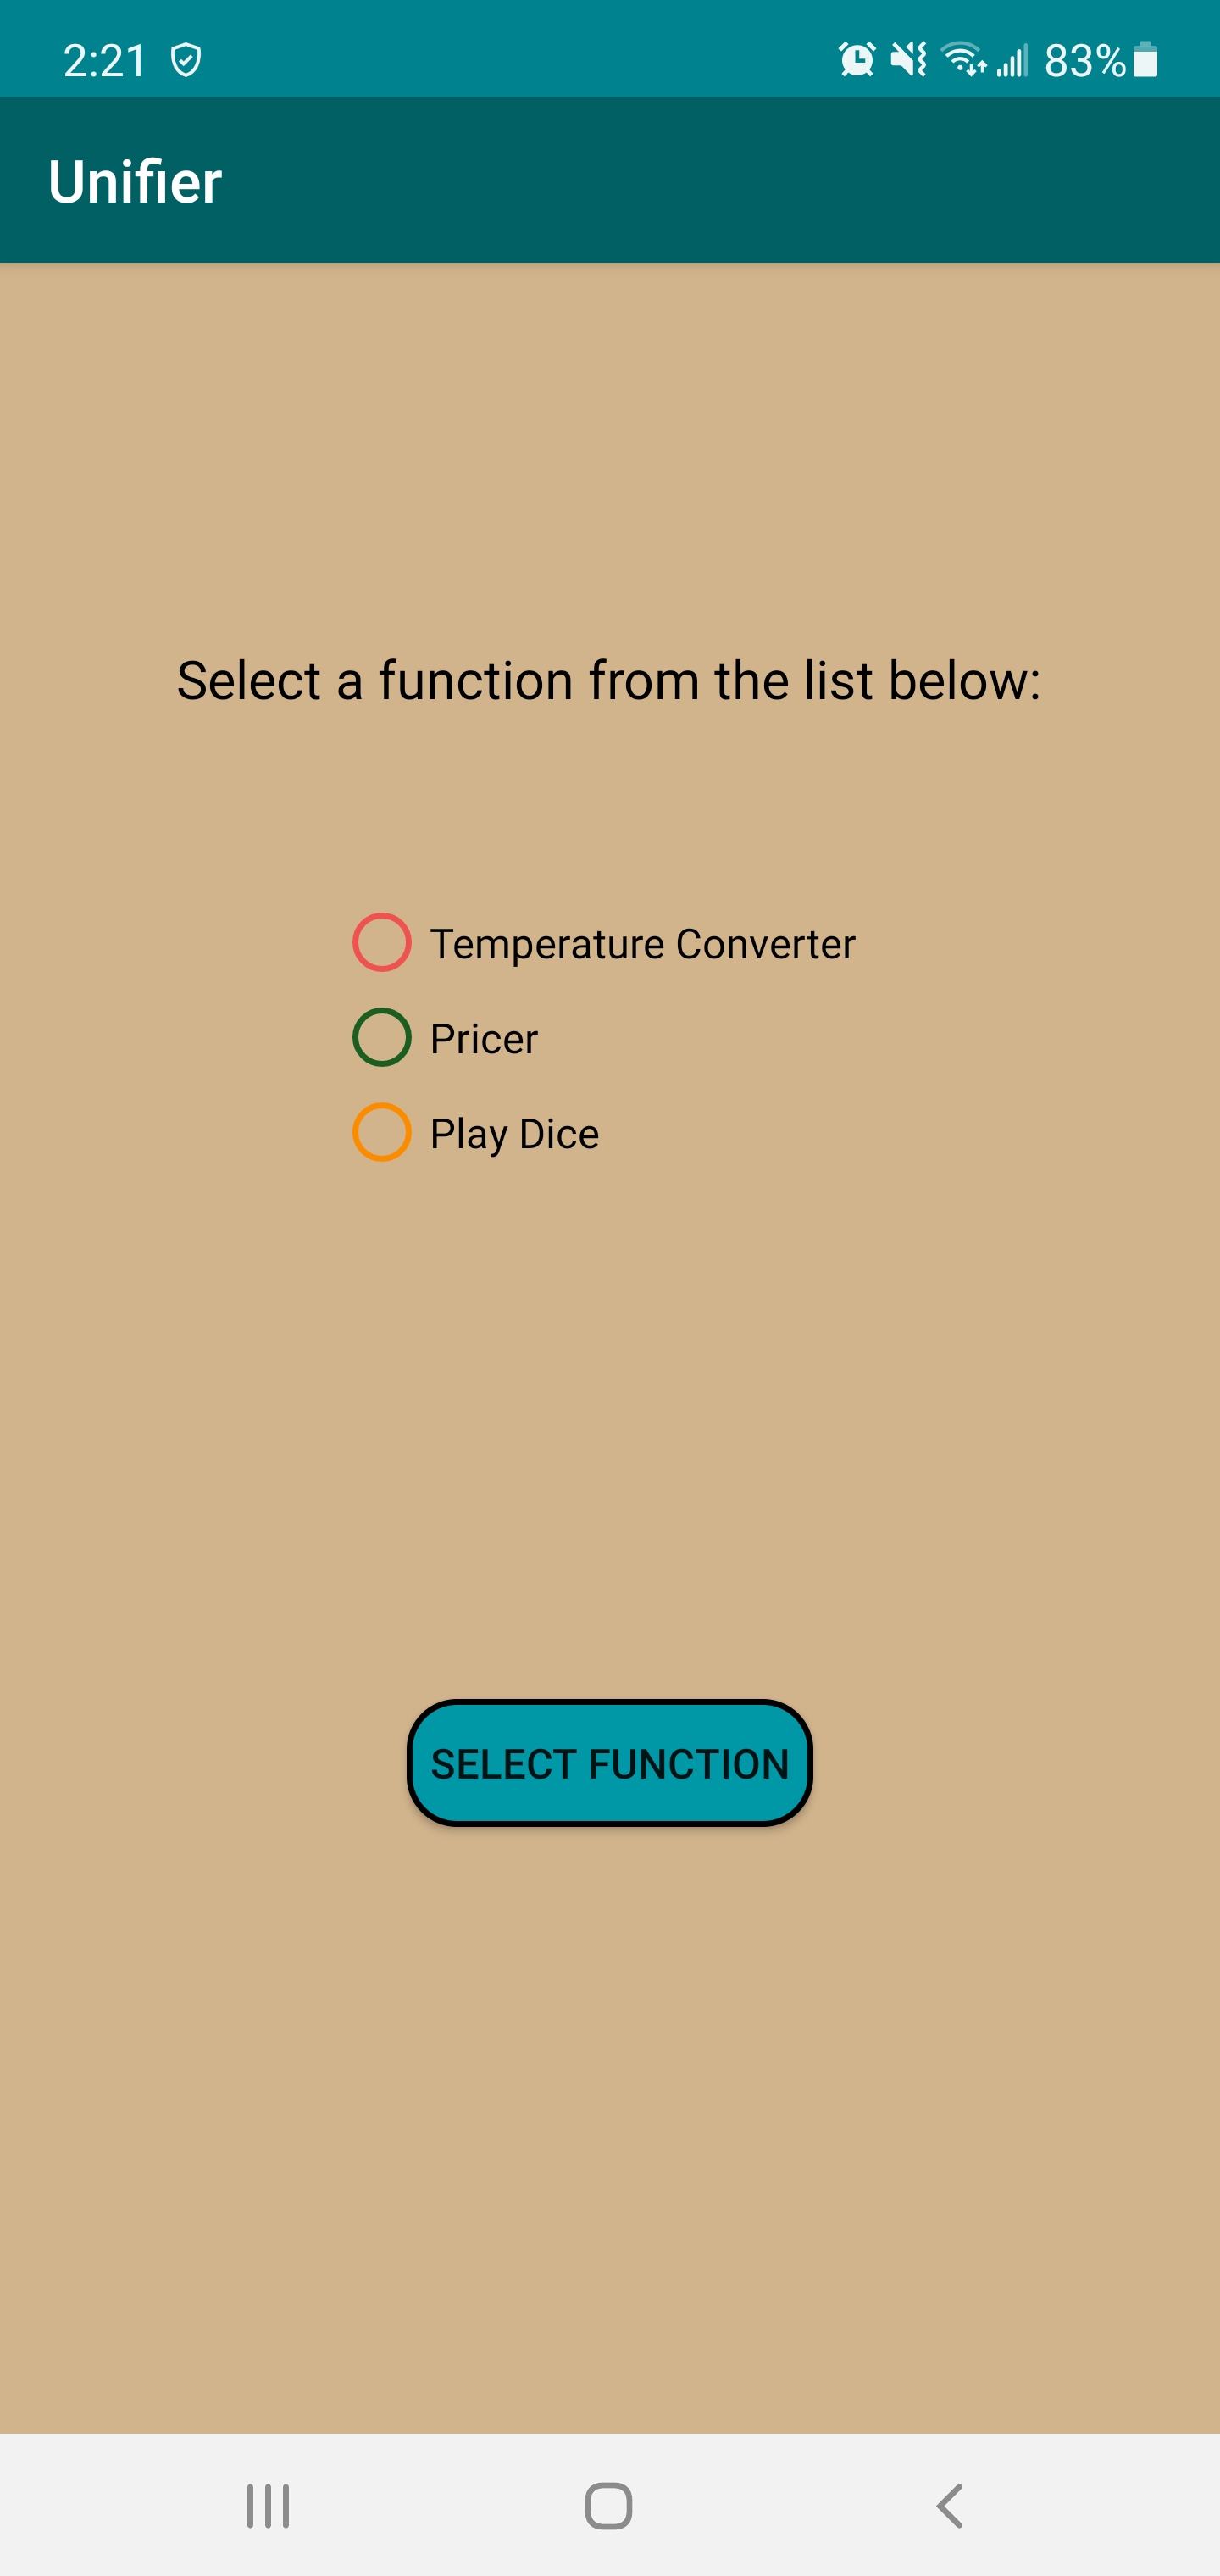 2:21
83%
Unifier
Select a function from the list below:
Temperature Converter
Pricer
Play Dice
SELECT FUNCTION